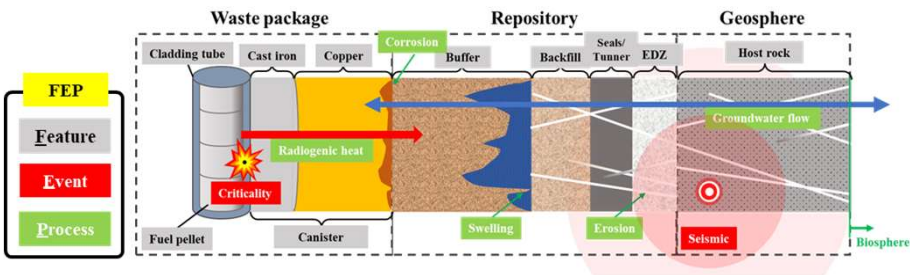 Waste package
Repository
Geosphere
Cladding tube
Cast iron
Copper
Corrosion
Buffer
Backfill
Seals/
Tunner
EDZ
Host rock
FEP
Feature
Event
Process
Radiogenic heat
Groundwater flow
Criticality
Fuel pellet
Canister
Swelling
Erosion
Seismic
Biosphere